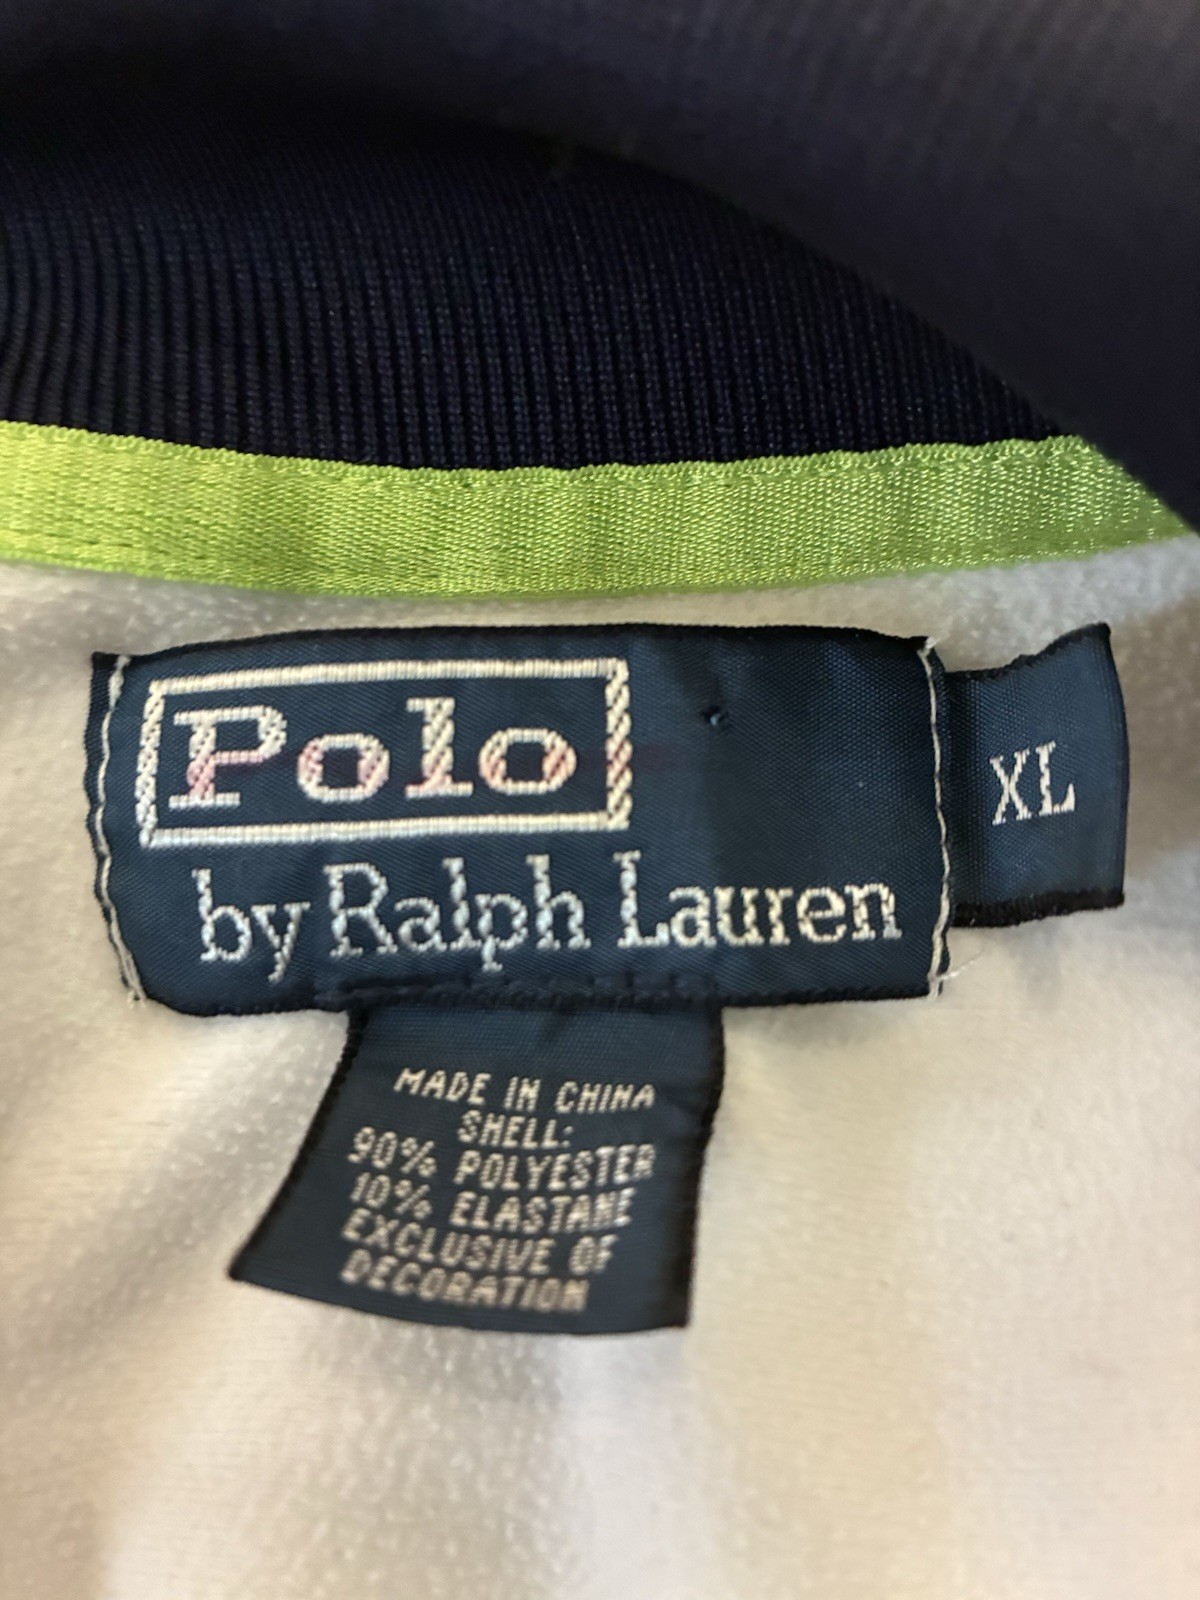 Polo
by Ralph Lauren
XL
MADE IN CHINA
SHELL:
90% POLYESTER
10% ELASTANE
EXCLUSIVE OF
DECORATION